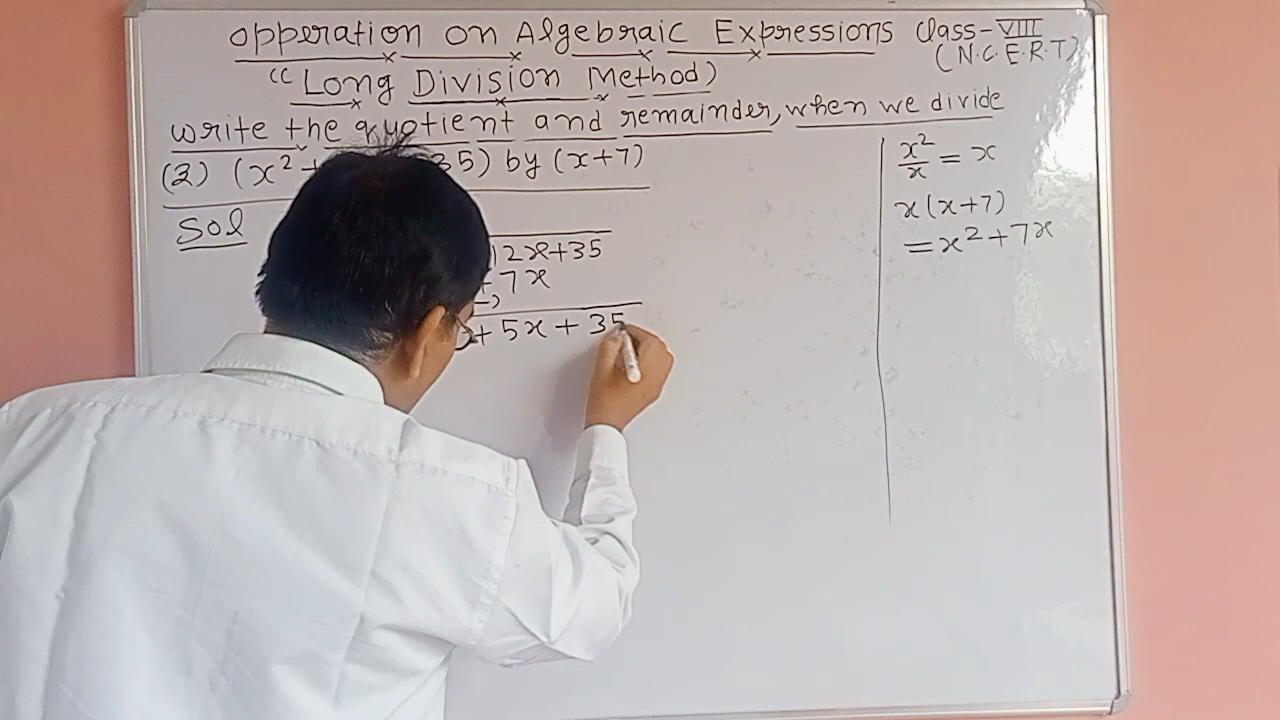 opperation on Algebraic Expressions Class-VIII
(N.C.E.R.T)
"Long Division Method)
write the quotient and remainder, when we divide
(2) (x² + 35) by (x+7)
Sol
12x+35
+7x
(-)
+5x+35
x²/x = x
x(x+7)
=x²+7x